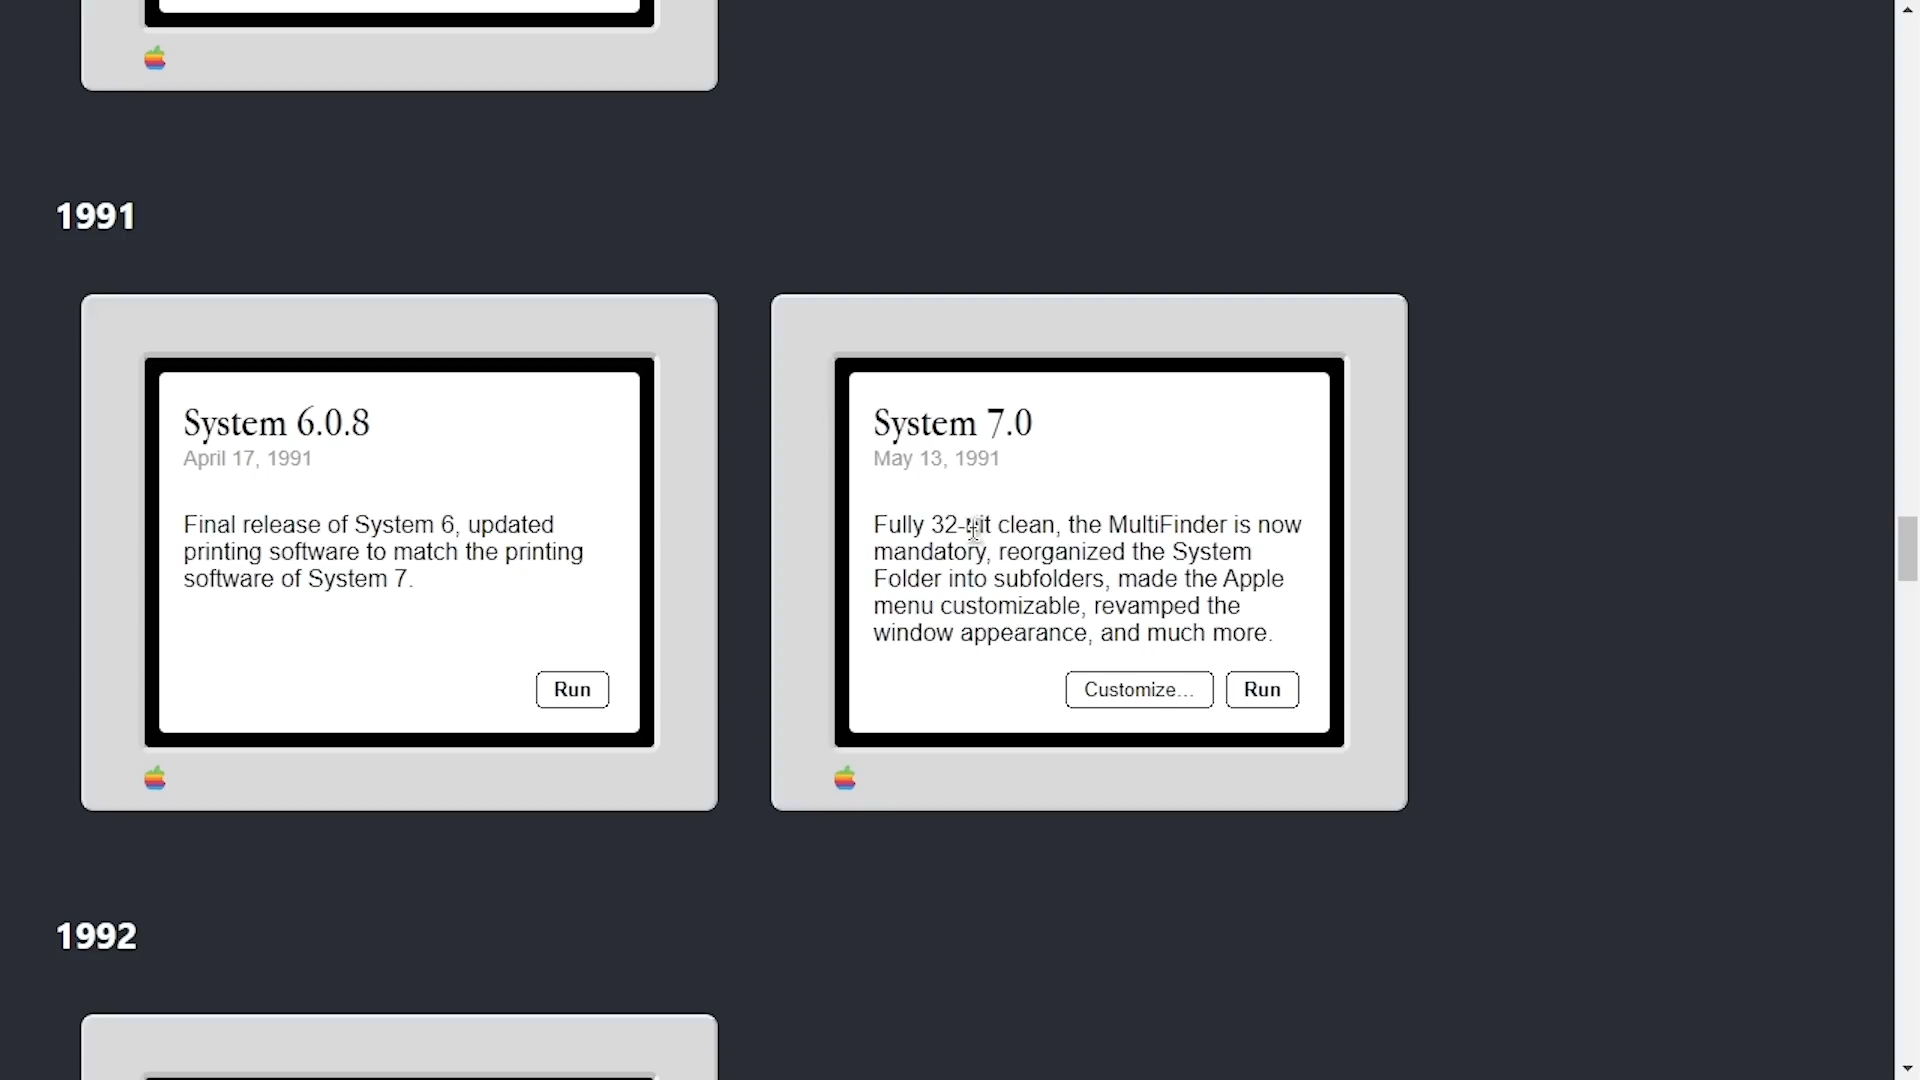 1991
System 6.0.8
April 17, 1991
Final release of System 6, updated
printing software to match the printing
software of System 7.
Run
System 7.0
May 13, 1991
Fully 32-bit clean, the MultiFinder is now
mandatory, reorganized the System
Folder into subfolders, made the Apple
menu customizable, revamped the
window appearance, and much more.
Customize...
Run
1992